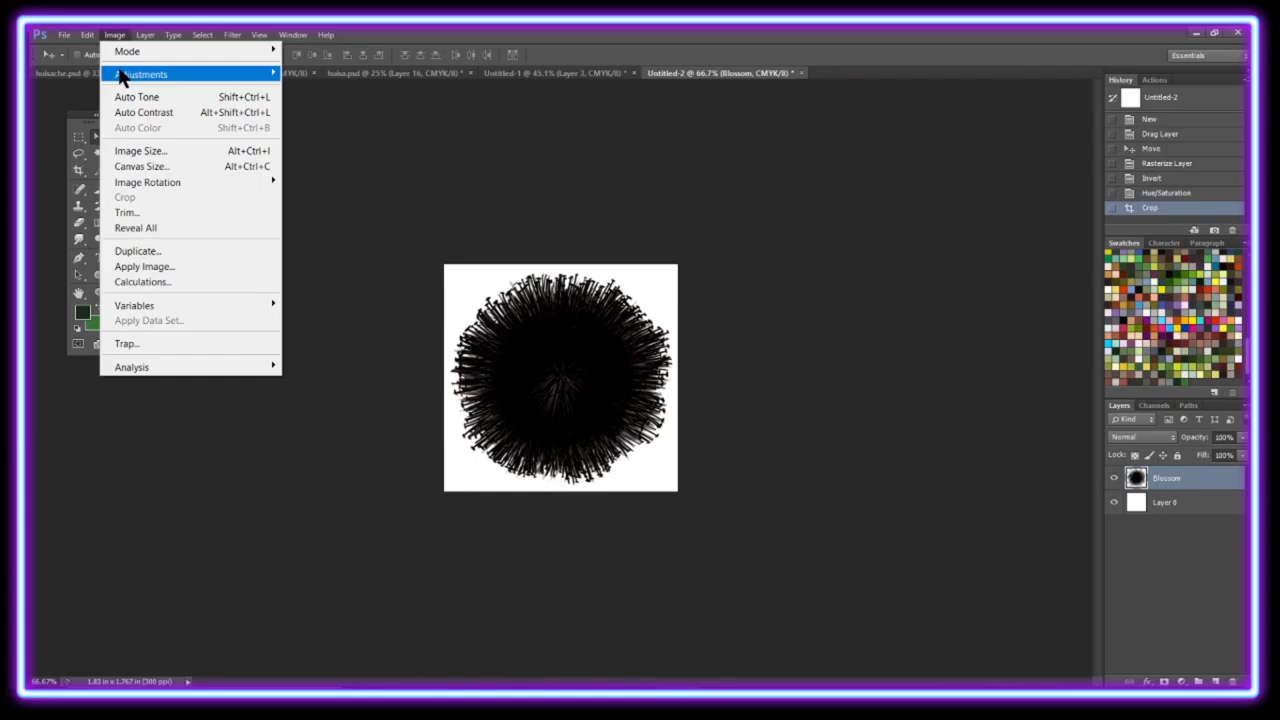 Ps File Edit Image Layer Type Select Filter View Window Help
Auto
Essentials
huisache.psd @ 3
MYK/8) *
huisa.psd @ 25% (Layer 16, CMYK/8) *
Untitled-1 @ 45.1% (Layer 3, CMYK/8) *
Untitled-2 @ 66.7% (Blossom, CMYK/8) *
Mode
Auto Tone Shift+Ctrl+L
Auto Contrast Alt+Shift+Ctrl+L
Auto Color Shift+Ctrl+B
Image Size... Alt+Ctrl+I
Canvas Size... Alt+Ctrl+C
Image Rotation
Crop
Trim...
Reveal All
Duplicate...
Apply Image...
Calculations...
Variables
Apply Data Set...
Trap...
Analysis
History Actions
Untitled-2
New
Drag Layer
Move
Rasterize Layer
Invert
Hue/Saturation
Crop
Swatches Character Paragraph
Layers Channels Paths
Kind
Normal Opacity: 100%
Lock: Fill: 100%
Blossom
Layer 0
66.67% 1.83 in x 1.767 in (300 ppi)